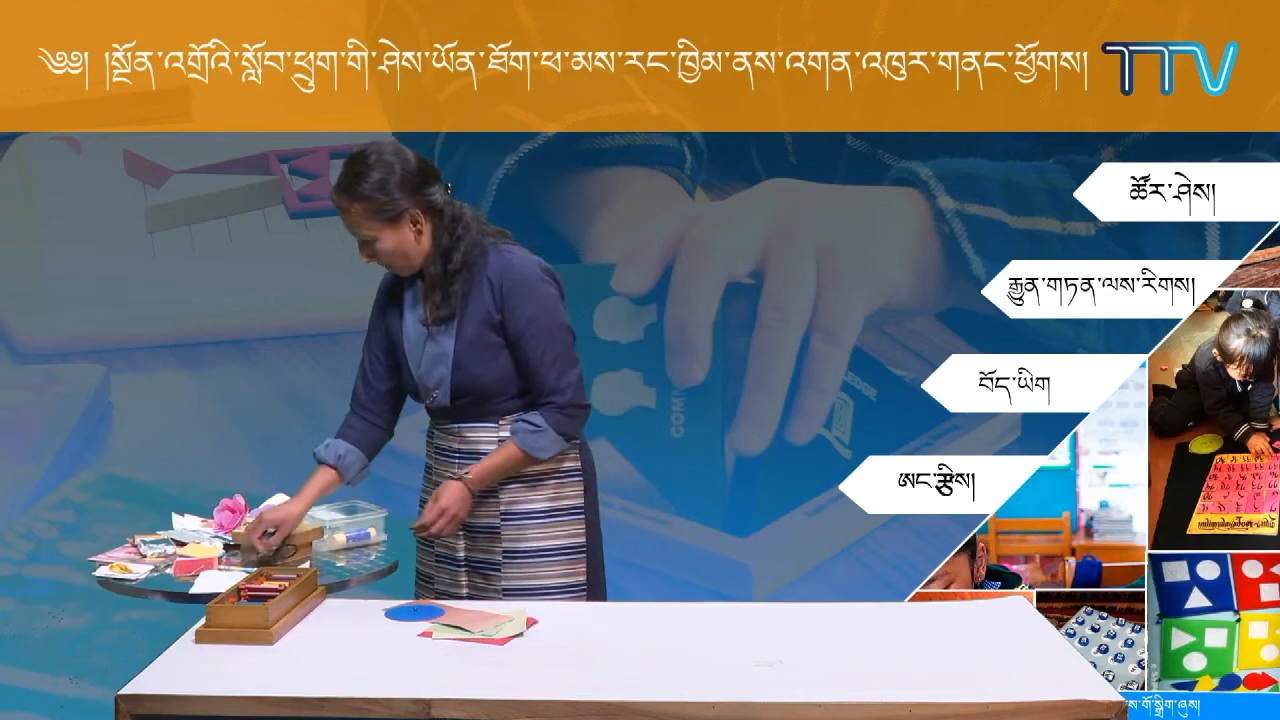 ༄༅། །སྔོན་འགྲོའི་སློབ་ཕྲུག་གི་ཤེས་ཡོན་ཐོག་ཕ་མས་རང་ཁྱིམ་ནས་འགན་འཁུར་གནང་ཕྱོགས།
TTV
ཚོར་ཤེས།
རྒྱུན་གཏན་ལས་རིགས།
བོད་ཡིག
ཨང་རྩིས།